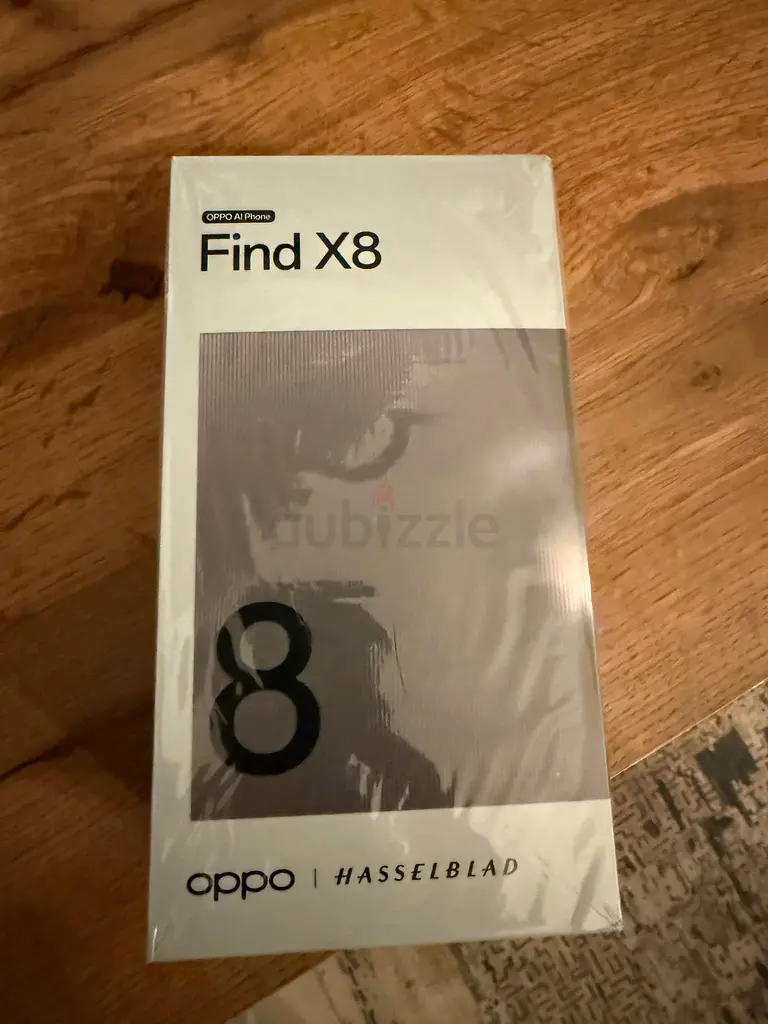 OPPO AI Phone
Find X8
dubizzle
8
oppo | HASSELBLAD